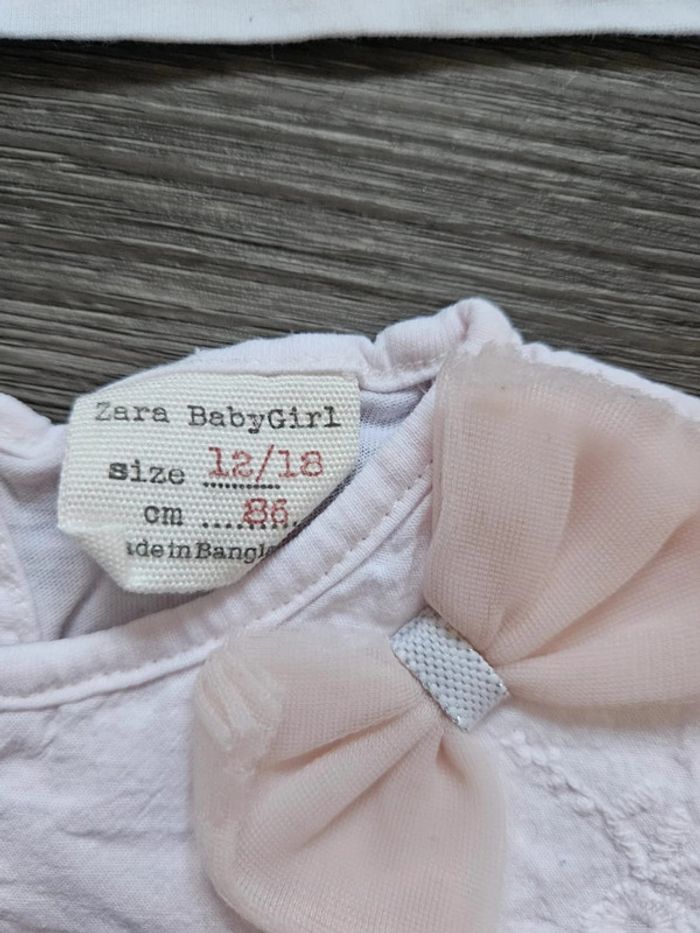 Zara BabyGirl
size 12/18
cm 86